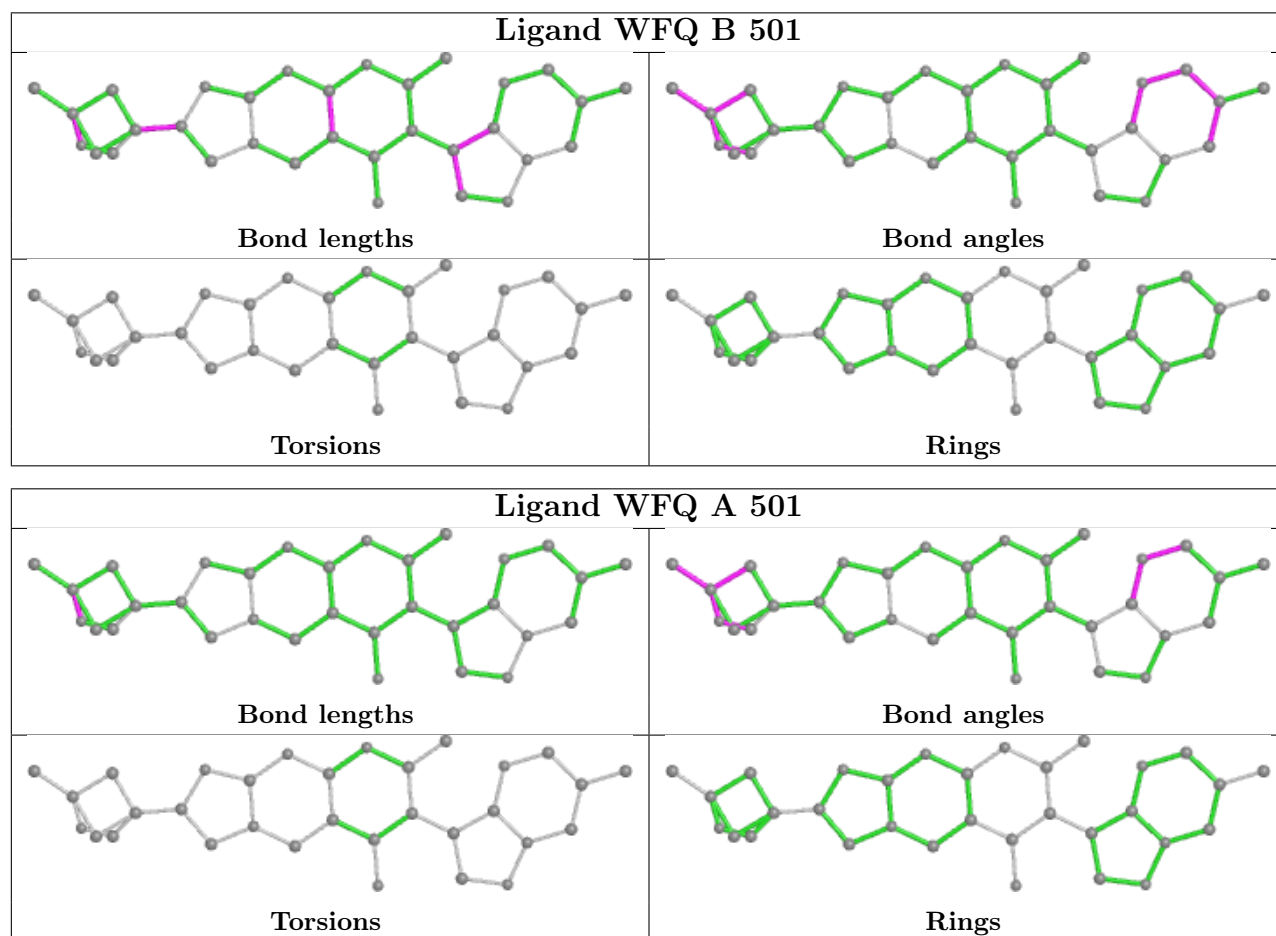 Ligand WFQ B 501
Bond lengths
Bond angles
Torsions
Rings
Ligand WFQ A 501
Bond lengths
Bond angles
Torsions
Rings